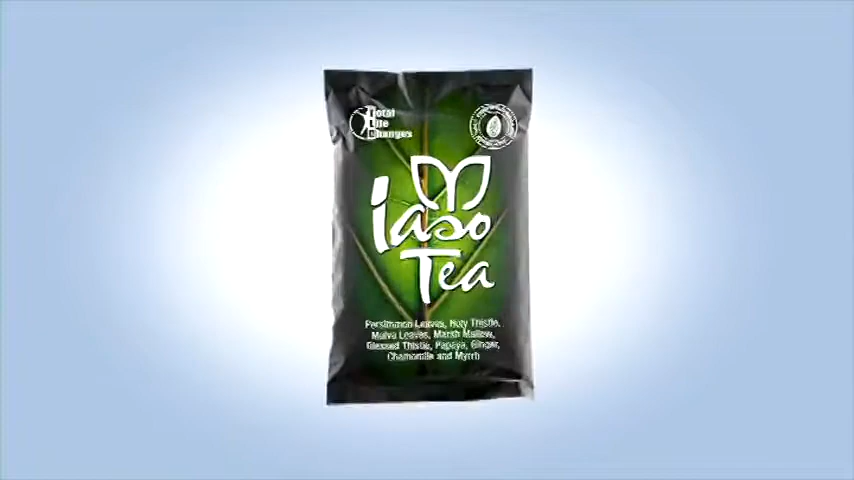 Total
Life
Changes
Iaso
Tea
Persimmon Leaves, Holy Thistle,
Malva Leaves, Marsh Mallow,
Blessed Thistle, Papaya, Ginger,
Chamomile and Myrrh